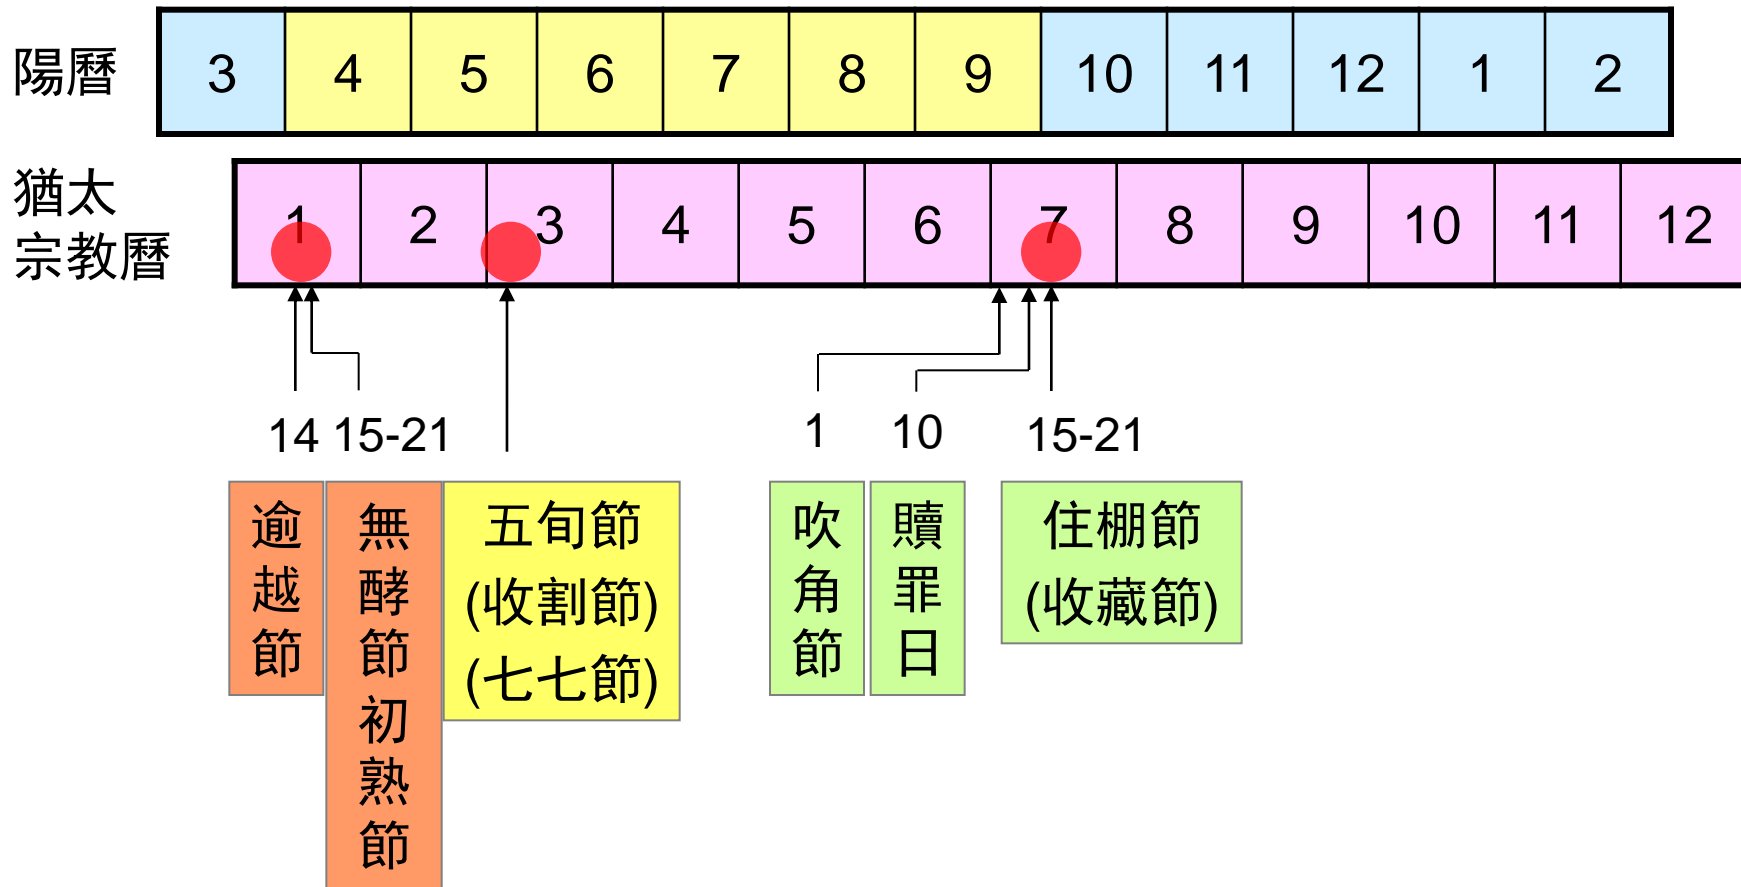 陽曆 3 4 5 6 7 8 9 10 11 12 1 2
猶太
宗教曆
1 2 3 4 5 6 7 8 9 10 11 12
14 15-21 1 10 15-21
逾越節
無酵節初熟節
五旬節
(收割節)
(七七節)
吹角節
贖罪日
住棚節
(收藏節)